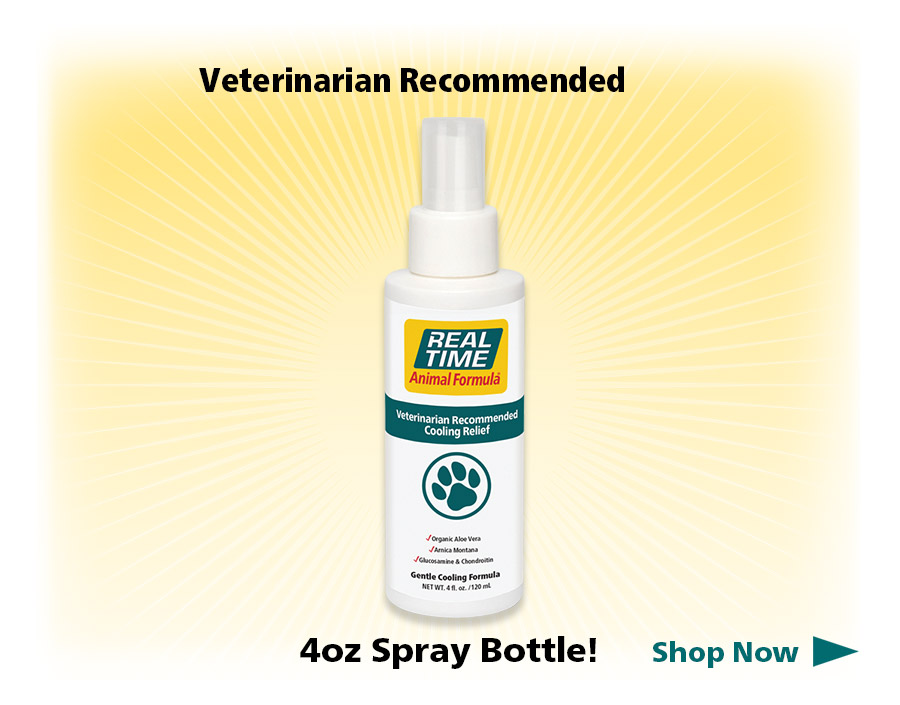 Veterinarian Recommended
REAL
TIME
Animal Formula
Veterinarian Recommended
Cooling Relief
✓Organic Aloe Vera
✓Arnica Montana
✓Glucosamine & Chondroitin
Gentle Cooling Formula
NET WT. 4 fl. oz. /120 mL
4oz Spray Bottle!
Shop Now